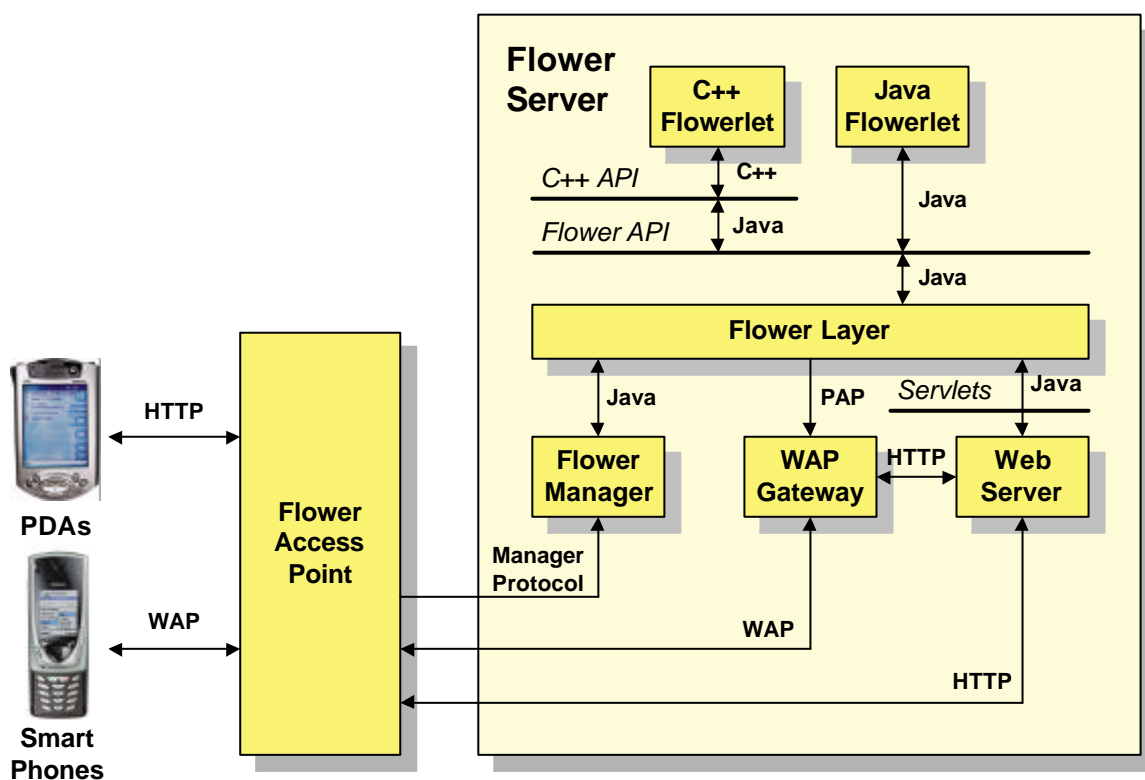 Flower
Server
C++
Flowerlet
Java
Flowerlet
C++ API
C++
Java
Flower API
Java
Java
Flower Layer
Java
PAP
Servlets
Java
HTTP
PDAs
Flower
Manager
WAP
Gateway
HTTP
Web
Server
Flower
Access
Point
Manager
Protocol
WAP
WAP
HTTP
Smart
Phones